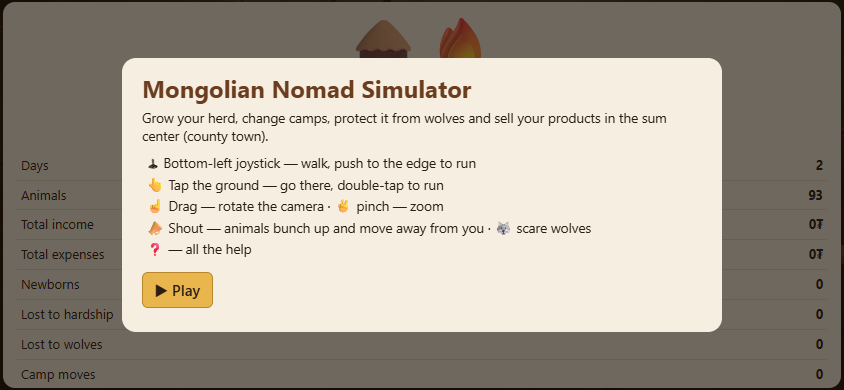 Mongolian Nomad Simulator
Grow your herd, change camps, protect it from wolves and sell your products in the sum
center (county town).
🕹 Bottom-left joystick — walk, push to the edge to run
👆 Tap the ground — go there, double-tap to run
☝ Drag — rotate the camera · ✌ pinch — zoom
📣 Shout — animals bunch up and move away from you · 🐺 scare wolves
❓ — all the help
▶ Play
Days 2
Animals 93
Total income 0₮
Total expenses 0₮
Newborns 0
Lost to hardship 0
Lost to wolves 0
Camp moves 0